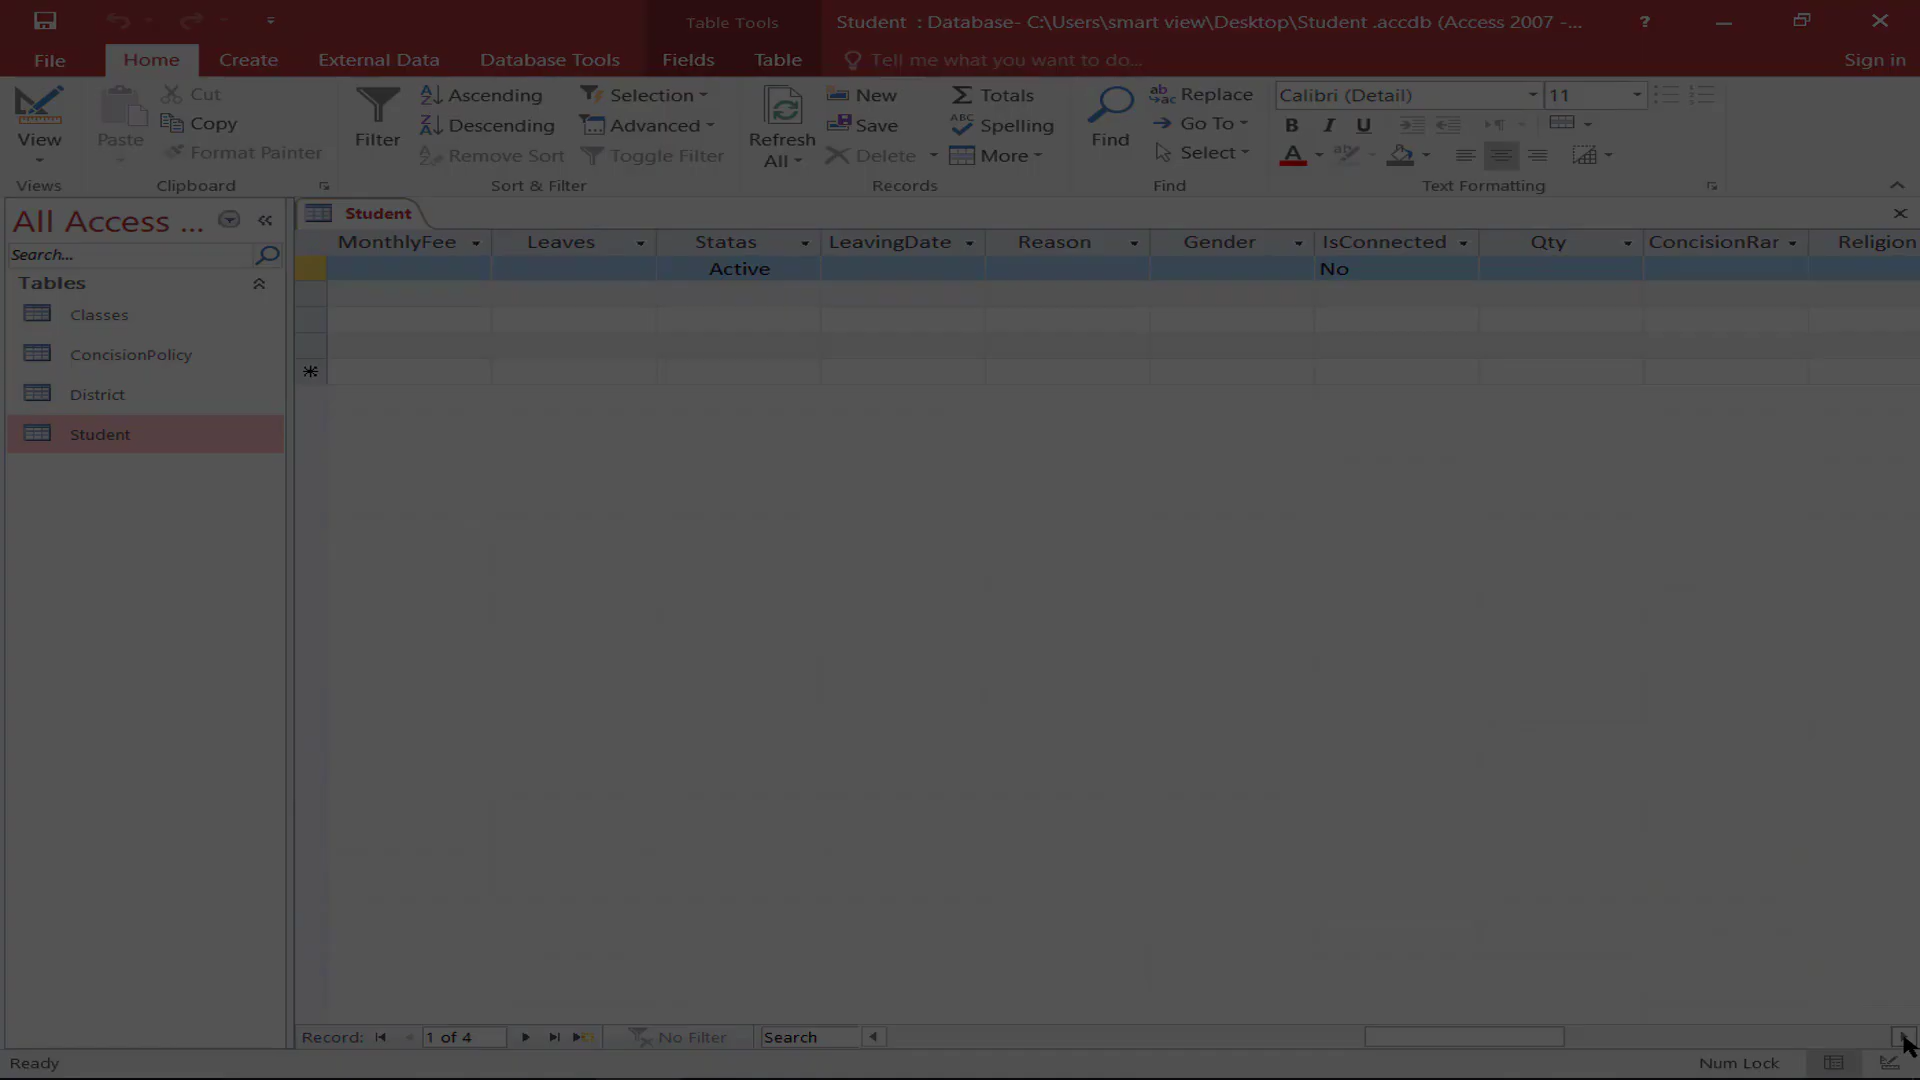 Table Tools
Student : Database- C:\Users\smart view\Desktop\Student .accdb (Access 2007 -...
?
File
Home
Create
External Data
Database Tools
Fields
Table
Tell me what you want to do...
Sign in
View
Views
Paste
Cut
Copy
Format Painter
Clipboard
Filter
Ascending
Descending
Remove Sort
Selection
Advanced
Toggle Filter
Sort & Filter
Refresh
All
New
Save
Delete
Totals
Spelling
More
Records
Find
Replace
Go To
Select
Find
Calibri (Detail)
11
B I U
A
Text Formatting
All Access ...
Search...
Tables
Classes
ConcisionPolicy
District
Student
Student
MonthlyFee Leaves Statas LeavingDate Reason Gender IsConnected Qty ConcisionRar Religion
Active No
Record: 1 of 4 No Filter Search
Ready
Num Lock